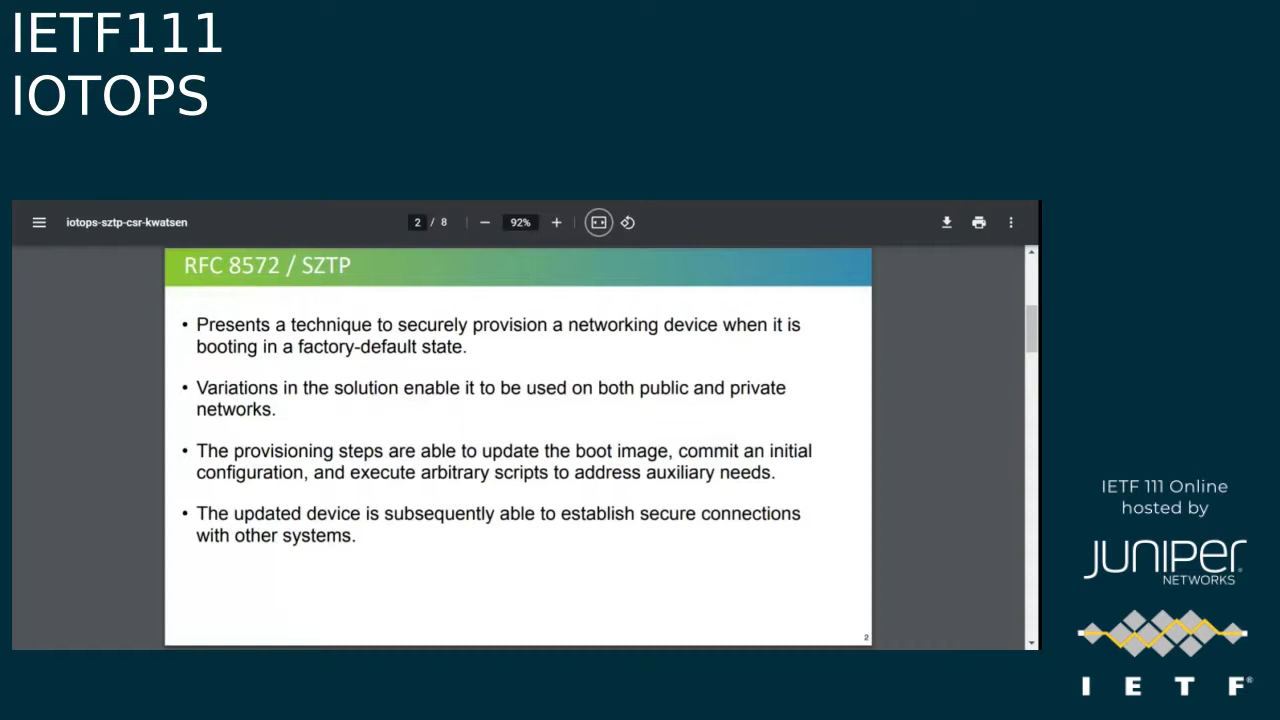 IETF111
IOTOPS
iotops-sztp-csr-kwatsen
2 / 8
92%
RFC 8572 / SZTP
• Presents a technique to securely provision a networking device when it is
booting in a factory-default state.
• Variations in the solution enable it to be used on both public and private
networks.
• The provisioning steps are able to update the boot image, commit an initial
configuration, and execute arbitrary scripts to address auxiliary needs.
• The updated device is subsequently able to establish secure connections
with other systems.
2
IETF 111 Online
hosted by
JUNIPER
NETWORKS
I E T F®